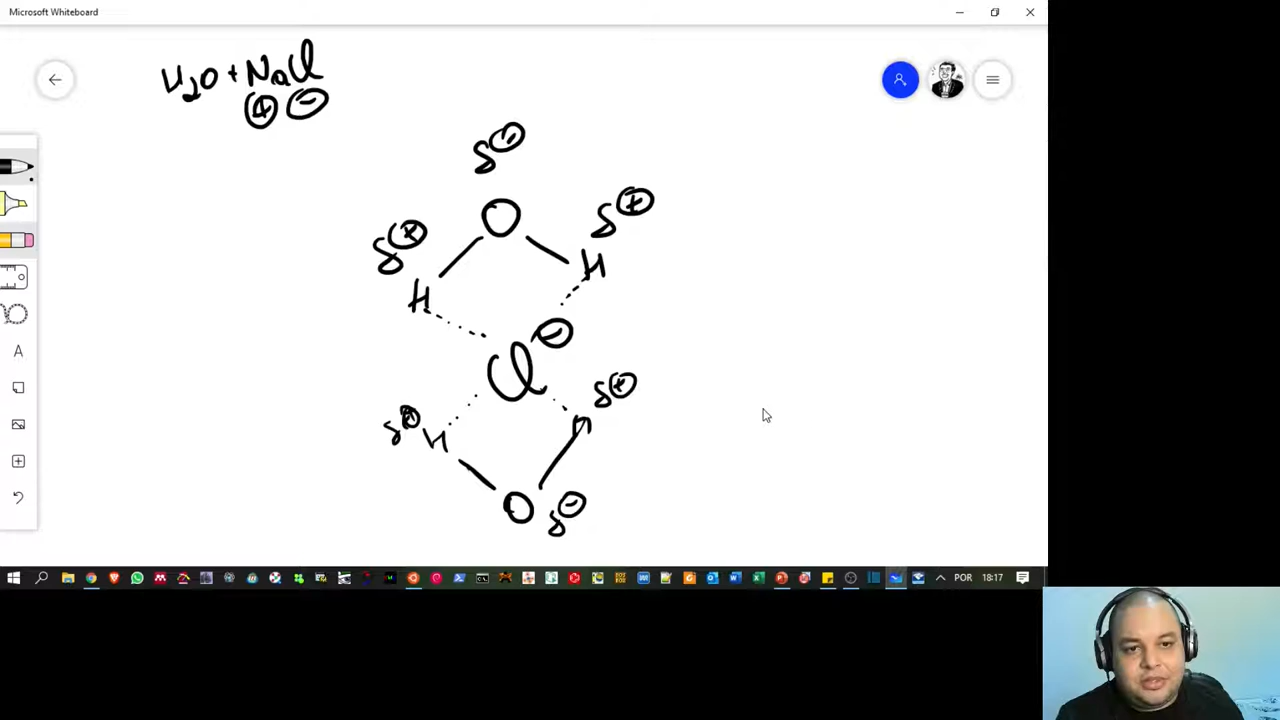 Microsoft Whiteboard
H₂O + NaCl
⊕ ⊖
δ⊖
δ⊕
O
δ⊕
H
H
⊖
Cl
δ⊕
δ⊕
H
H
O
δ⊖
A
POR 18:17